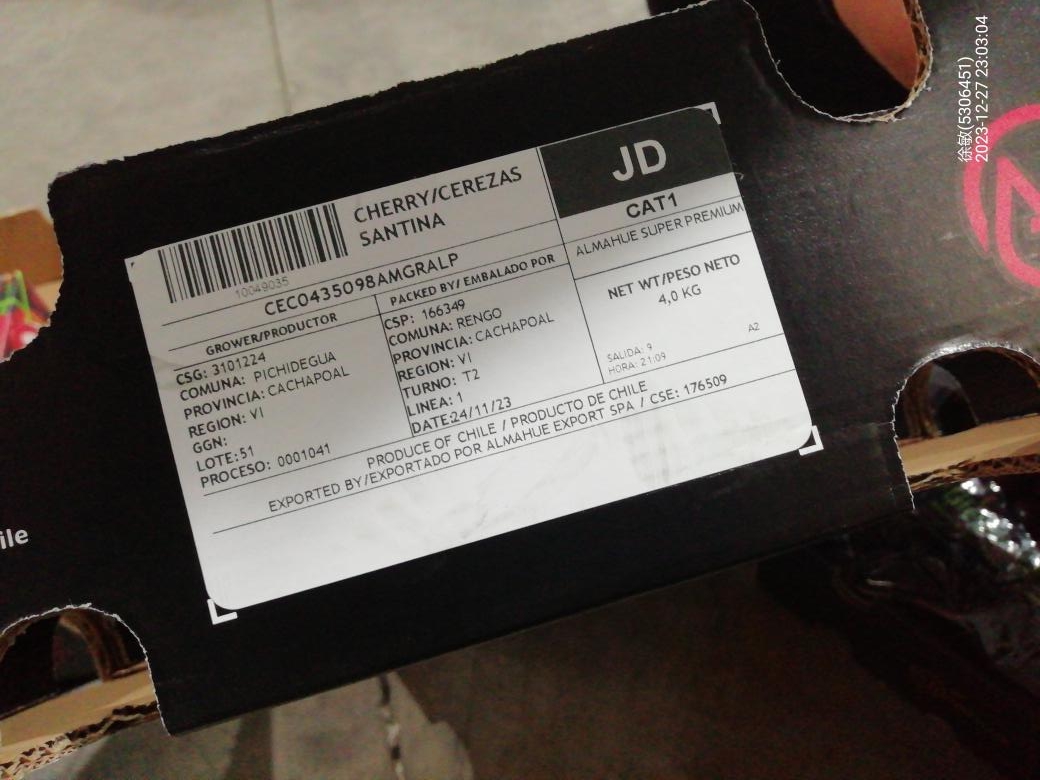 徐敏(5306451)
2023-12-27 23:03:04
JD
CAT1
ALMAHUE SUPER PREMIUM
CHERRY/CEREZAS
SANTINA
10049035
CEC0435098AMGRALP
GROWER/PRODUCTOR
CSG: 3101224
COMUNA: PICHIDEGUA
PROVINCIA: CACHAPOAL
REGION: VI
GGN:
LOTE:51
PROCESO: 0001041
PACKED BY/ EMBALADO POR
CSP: 166349
COMUNA: RENGO
PROVINCIA: CACHAPOAL
REGION: VI
TURNO: T2
LINEA: 1
DATE:24/11/23
NET WT/PESO NETO
4,0 KG
A2
SALIDA: 9
HORA: 21:09
PRODUCE OF CHILE / PRODUCTO DE CHILE
EXPORTED BY/EXPORTADO POR ALMAHUE EXPORT SPA / CSE: 176509